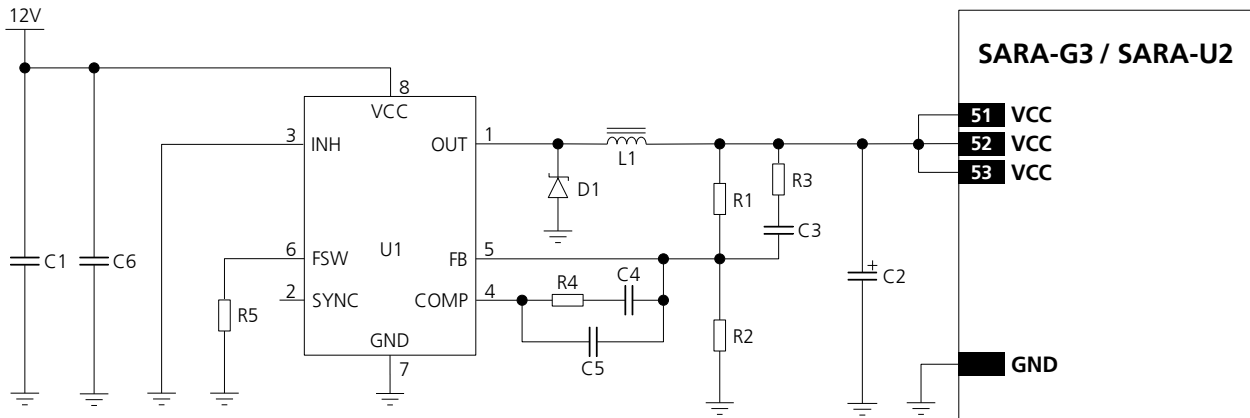 12V
SARA-G3 / SARA-U2
8
VCC
51 VCC
3 INH
OUT 1
52 VCC
L1
53 VCC
D1
R3
R1
C3
C1
C6
6 FSW
U1
FB 5
C4
R4
C2
2 SYNC
COMP 4
R5
R2
GND
C5
7
GND
+